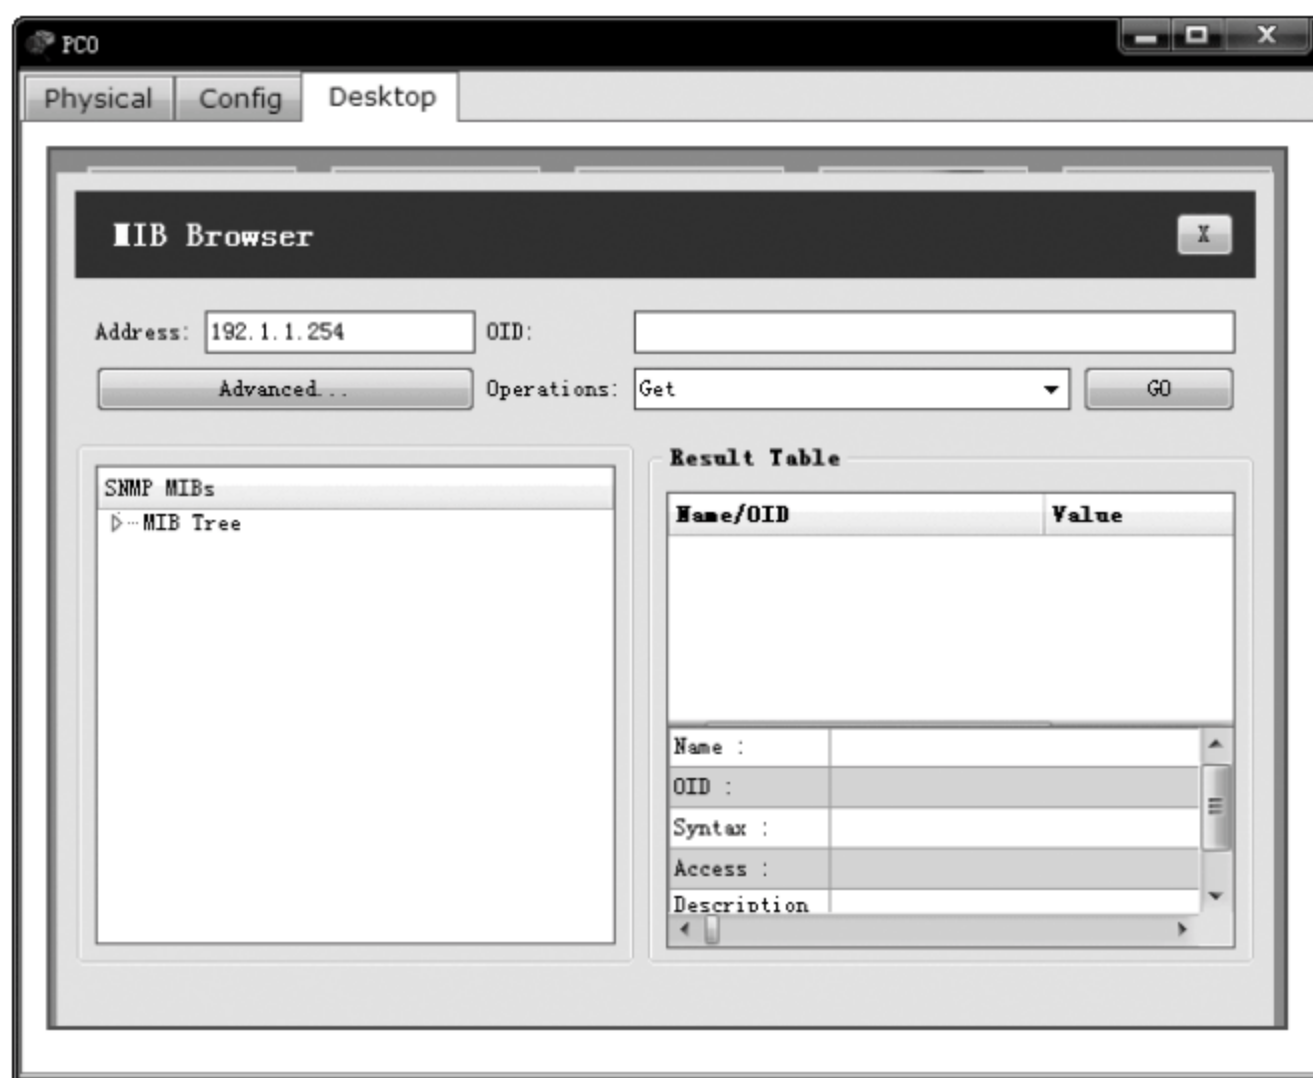 PC0
Physical Config Desktop
MIB Browser X
Address: 192.1.1.254 OID:
Advanced... Operations: Get GO
Result Table
SNMP MIBs
MIB Tree
Name/OID Value
Name :
OID :
Syntax :
Access :
Description